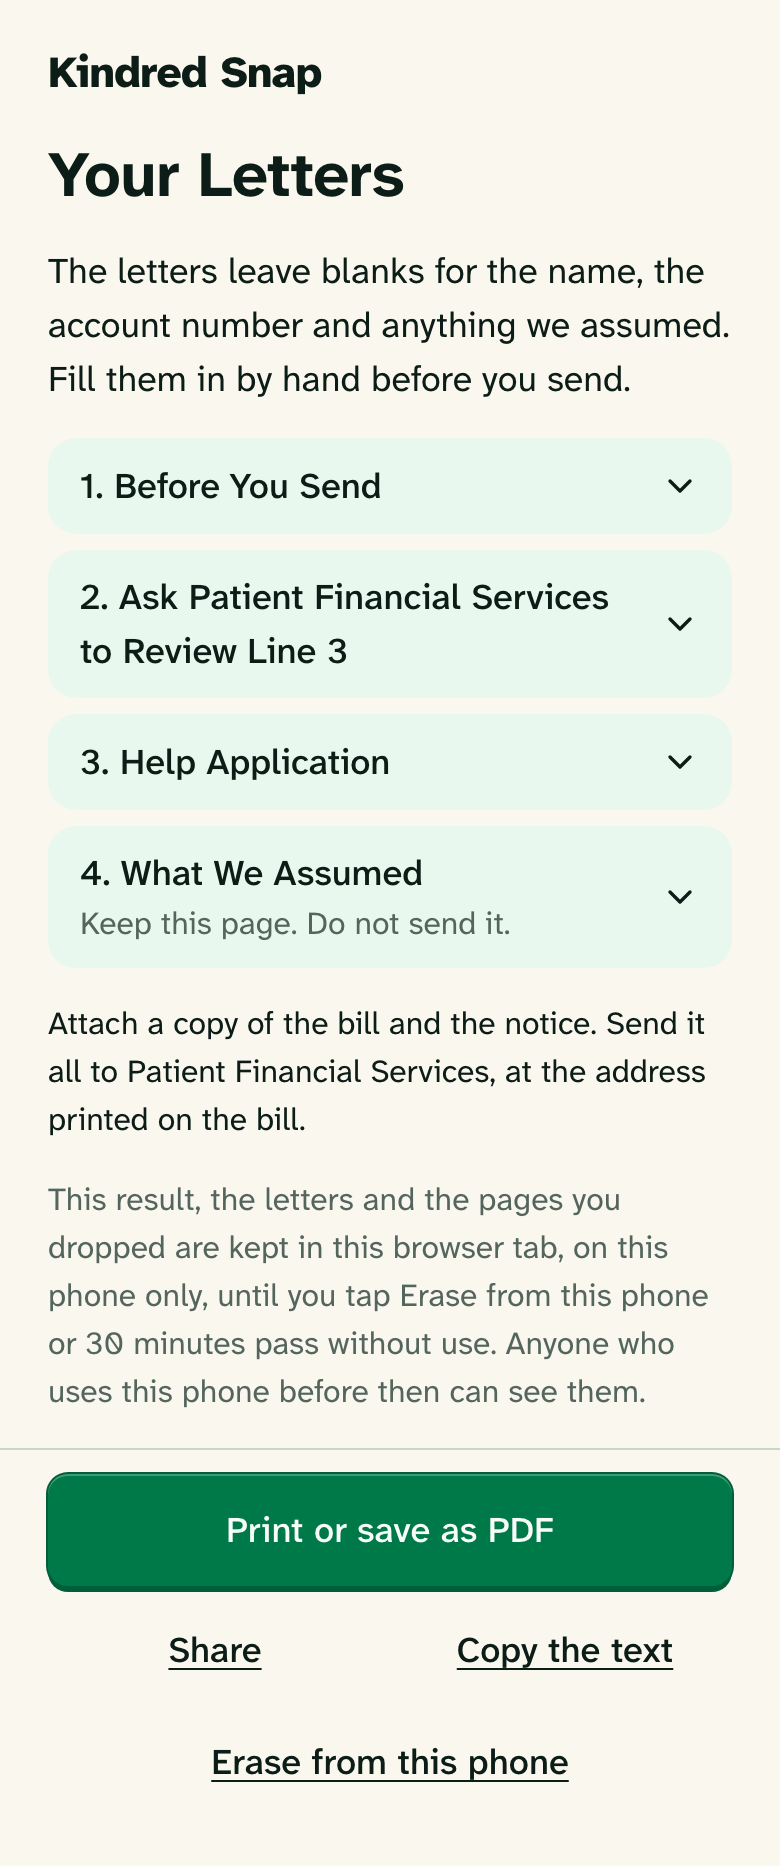 Kindred Snap
Your Letters
The letters leave blanks for the name, the
account number and anything we assumed.
Fill them in by hand before you send.
1. Before You Send
2. Ask Patient Financial Services
to Review Line 3
3. Help Application
4. What We Assumed
Keep this page. Do not send it.
Attach a copy of the bill and the notice. Send it
all to Patient Financial Services, at the address
printed on the bill.
This result, the letters and the pages you
dropped are kept in this browser tab, on this
phone only, until you tap Erase from this phone
or 30 minutes pass without use. Anyone who
uses this phone before then can see them.
Print or save as PDF
Share
Copy the text
Erase from this phone